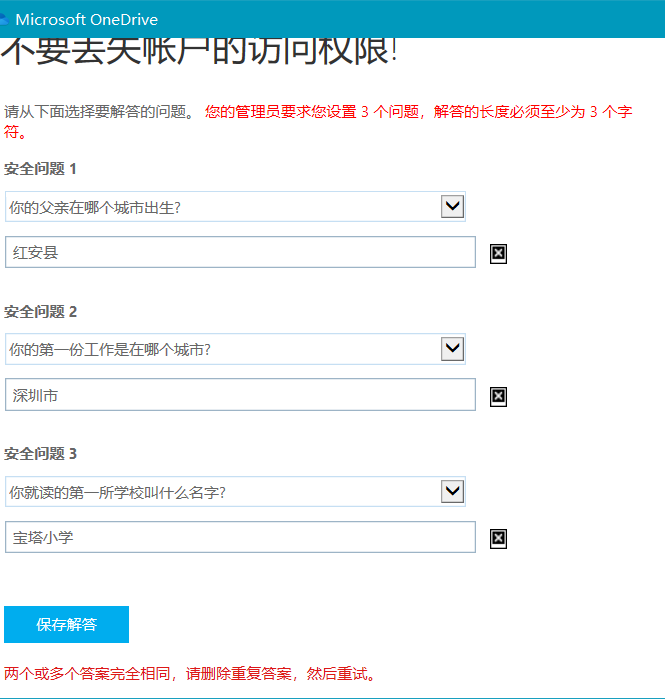 Microsoft OneDrive
不要丢失帐户的访问权限!
请从下面选择要解答的问题。 您的管理员要求您设置 3 个问题，解答的长度必须至少为 3 个字
符。
安全问题 1
你的父亲在哪个城市出生?
红安县
安全问题 2
你的第一份工作是在哪个城市?
深圳市
安全问题 3
你就读的第一所学校叫什么名字?
宝塔小学
保存解答
两个或多个答案完全相同，请删除重复答案，然后重试。